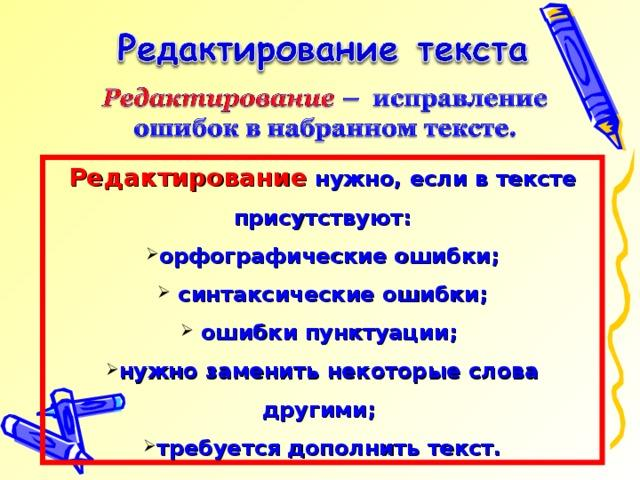 Редактирование текста
Редактирование – исправление
ошибок в набранном тексте.
Редактирование нужно, если в тексте
присутствуют:
➢орфографические ошибки;
➢ синтаксические ошибки;
➢ ошибки пунктуации;
➢нужно заменить некоторые слова
другими;
➢требуется дополнить текст.